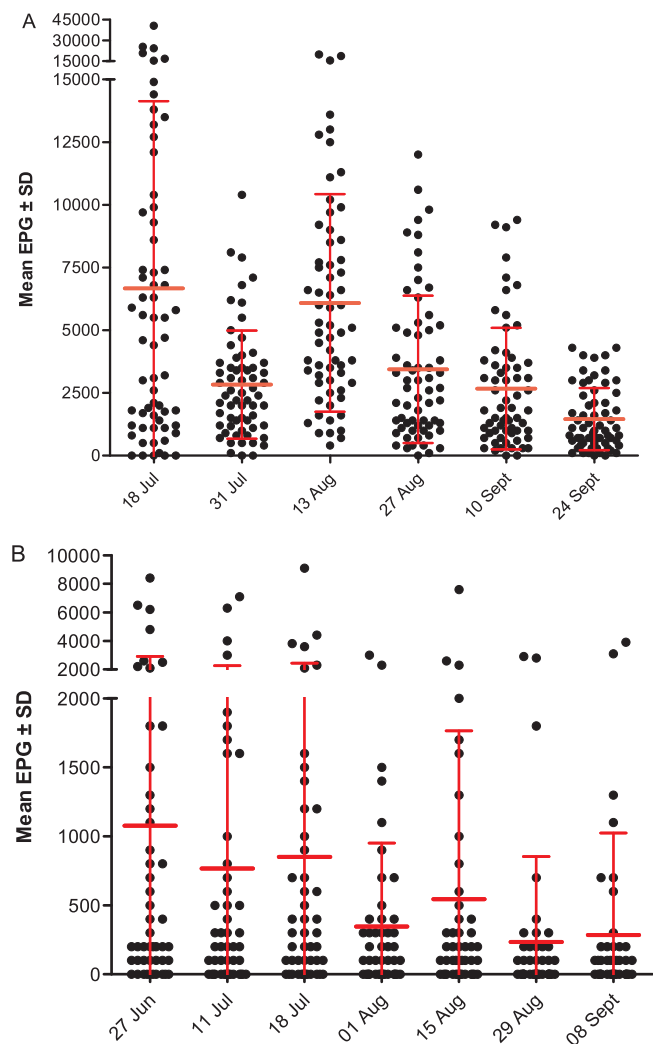 A
45000
30000
15000
15000
12500
10000
7500
5000
2500
0
Mean EPG ± SD
18 Jul
31 Jul
13 Aug
27 Aug
10 Sept
24 Sept
B
10000
8000
6000
4000
2000
2000
1500
1000
500
0
Mean EPG ± SD
27 Jun
11 Jul
18 Jul
01 Aug
15 Aug
29 Aug
08 Sept